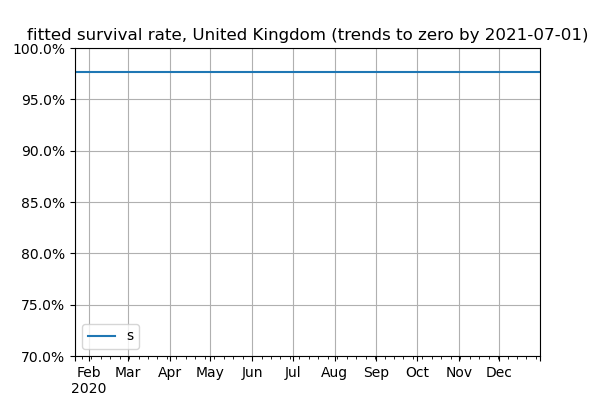 fitted survival rate, United Kingdom (trends to zero by 2021-07-01)
100.0%
95.0%
90.0%
85.0%
80.0%
75.0%
70.0%
s
Feb Mar Apr May Jun Jul Aug Sep Oct Nov Dec
2020